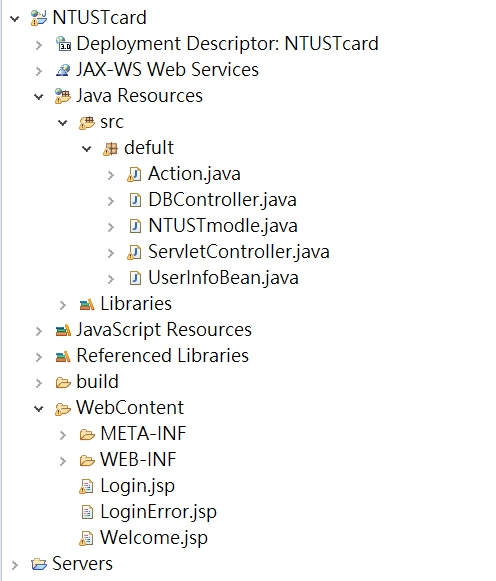 NTUSTcard
Deployment Descriptor: NTUSTcard
JAX-WS Web Services
Java Resources
src
defult
Action.java
DBController.java
NTUSTmodle.java
ServletController.java
UserInfoBean.java
Libraries
JavaScript Resources
Referenced Libraries
build
WebContent
META-INF
WEB-INF
Login.jsp
LoginError.jsp
Welcome.jsp
Servers